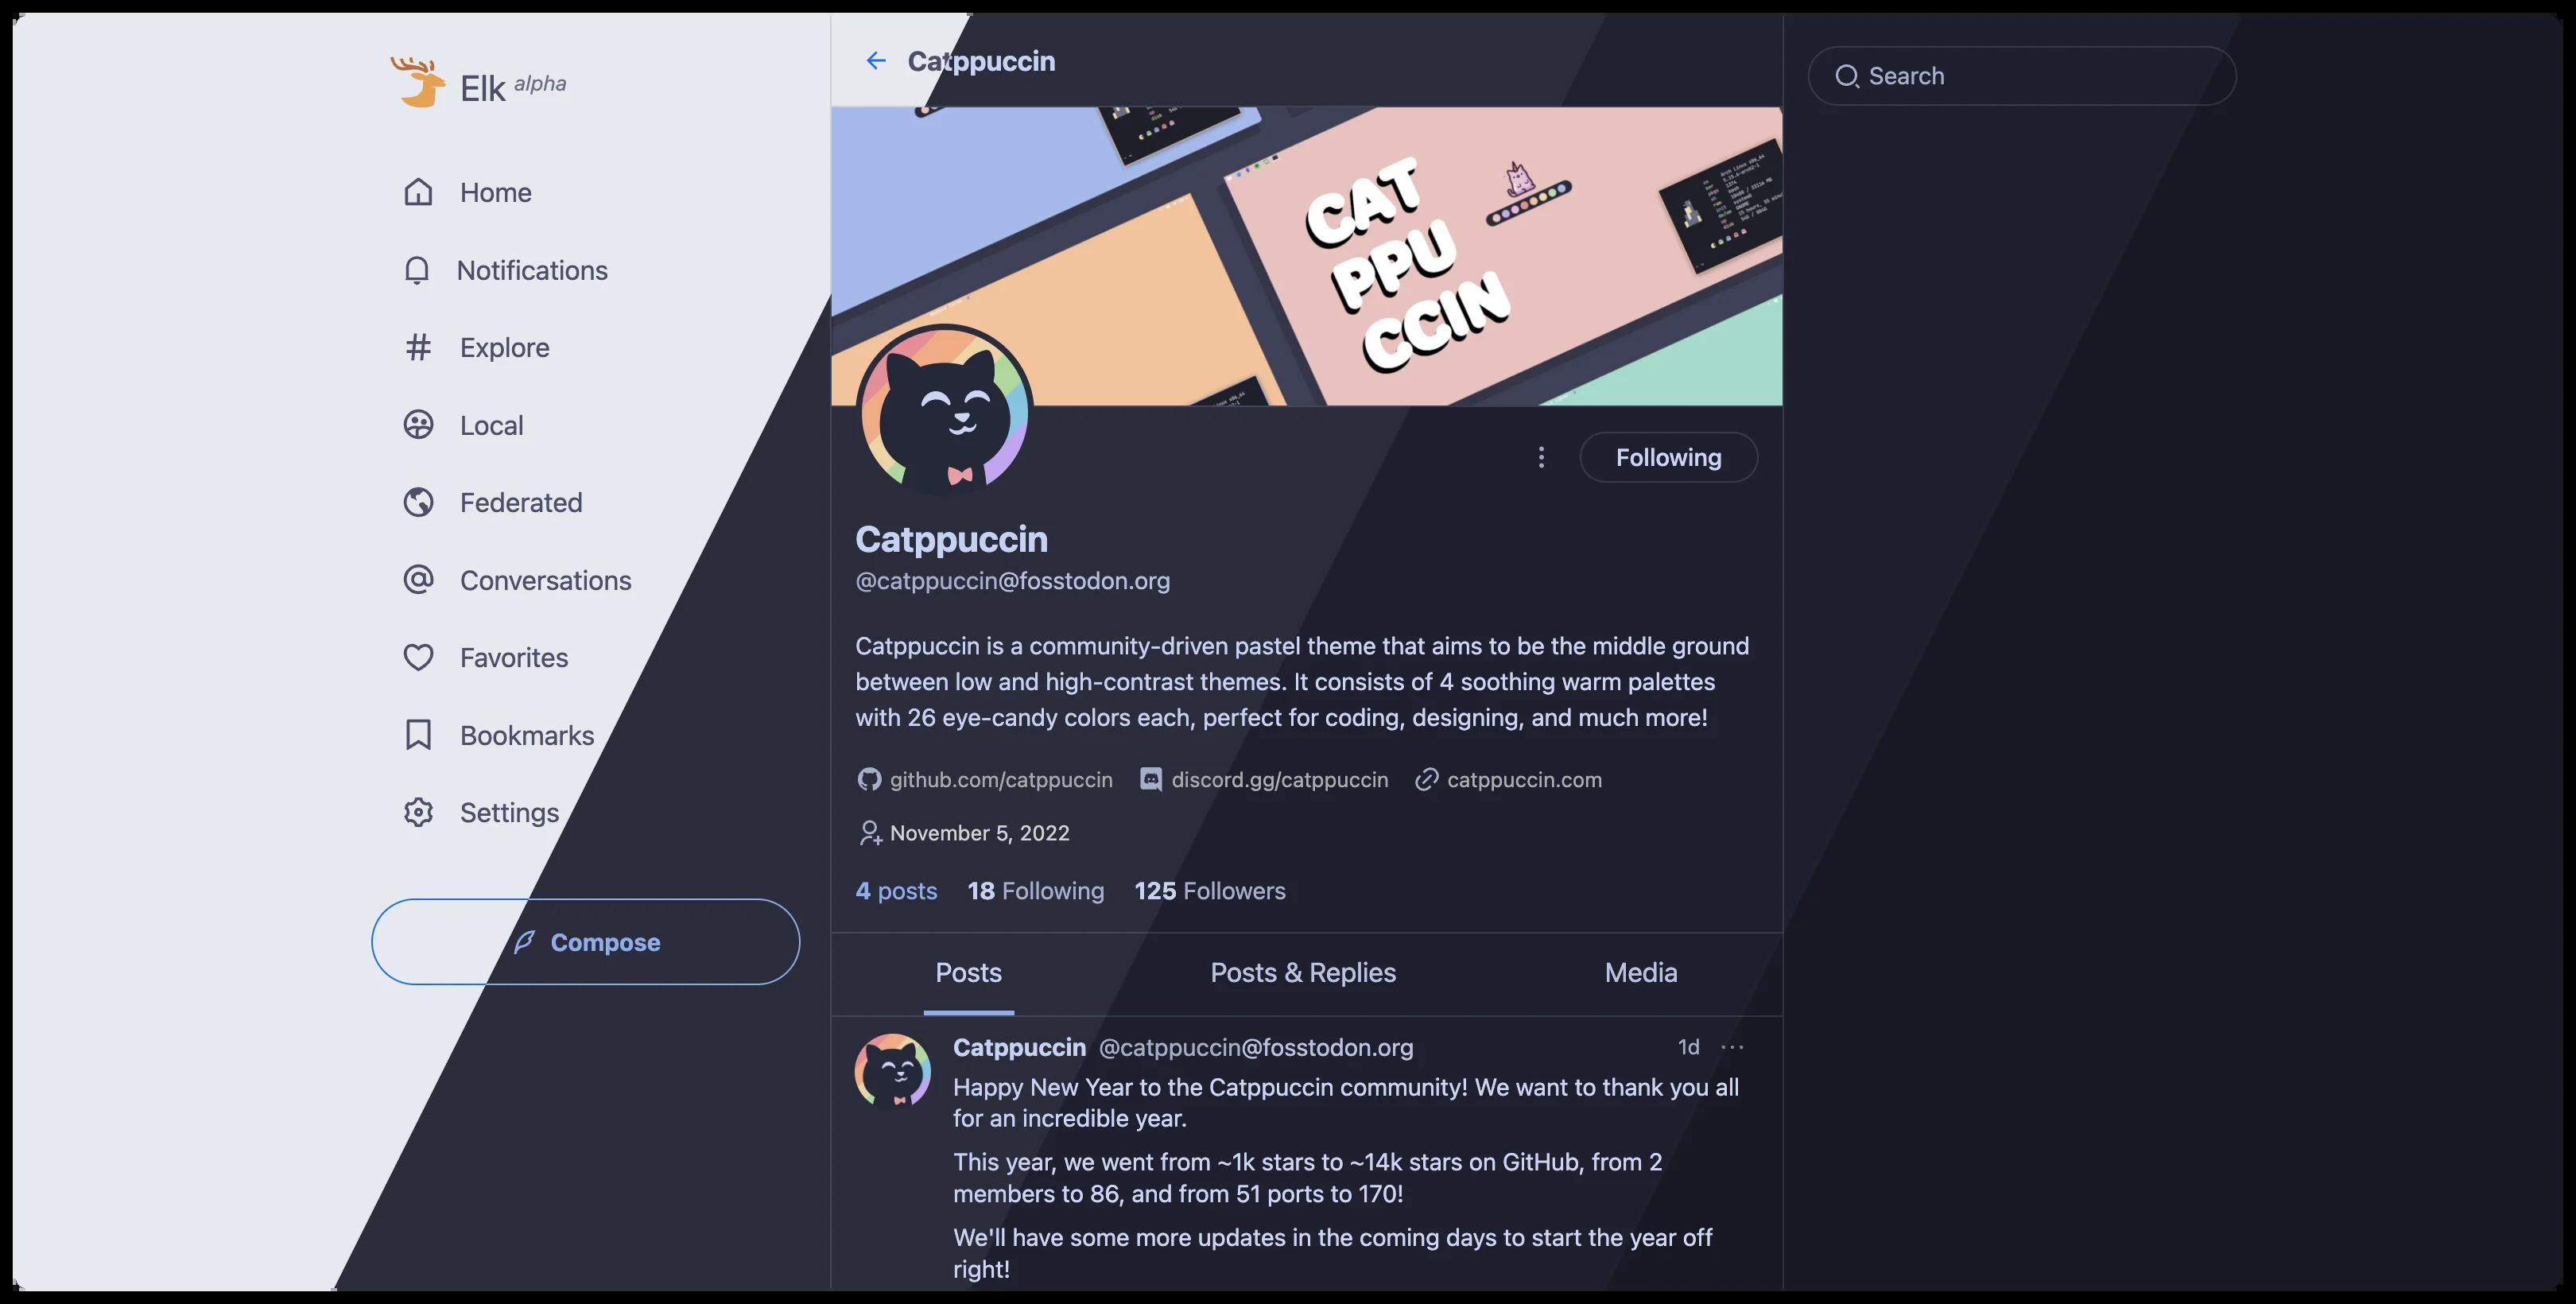 Elk alpha
Home
Notifications
Explore
Local
Federated
Conversations
Favorites
Bookmarks
Settings
Compose
Catppuccin
CAT
PPU
CCIN
Following
Catppuccin
@catppuccin@fosstodon.org
Catppuccin is a community-driven pastel theme that aims to be the middle ground
between low and high-contrast themes. It consists of 4 soothing warm palettes
with 26 eye-candy colors each, perfect for coding, designing, and much more!
github.com/catppuccin discord.gg/catppuccin catppuccin.com
November 5, 2022
4 posts 18 Following 125 Followers
Posts Posts & Replies Media
Catppuccin @catppuccin@fosstodon.org 1d
Happy New Year to the Catppuccin community! We want to thank you all
for an incredible year.
This year, we went from ~1k stars to ~14k stars on GitHub, from 2
members to 86, and from 51 ports to 170!
We'll have some more updates in the coming days to start the year off
right!
Search